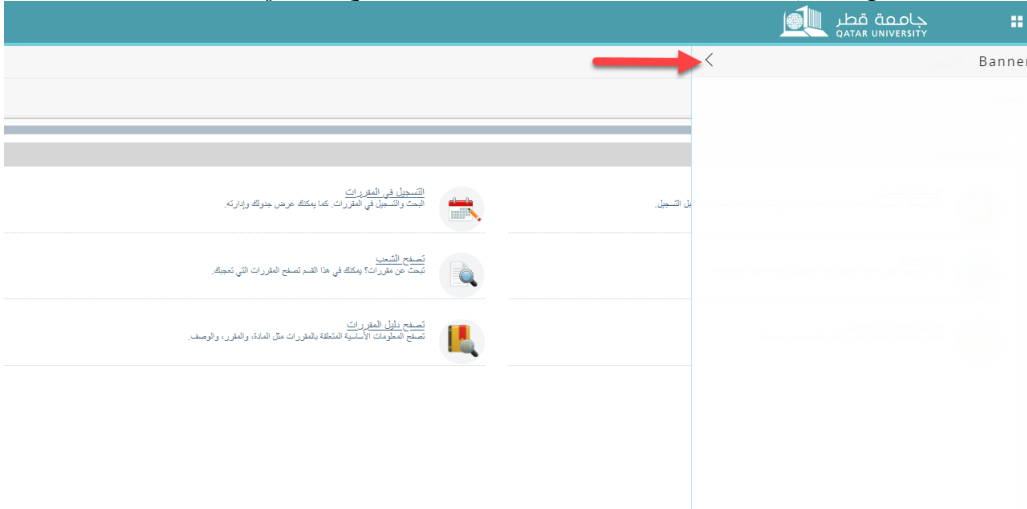 جامعة قطر
QATAR UNIVERSITY
Banner
التسجيل في المقررات
البحث والتسجيل في المقررات. كما يمكنك عرض جدولك وإدارته.
يل التسجيل.
تصفح الشعب
تبحث عن مقررات؟ يمكنك في هذا القسم تصفح المقررات التي تعجبك.
تصفح دليل المقررات
تصفح المعلومات الأساسية المتعلقة بالمقررات مثل المادة، والمقرر، والوصف.